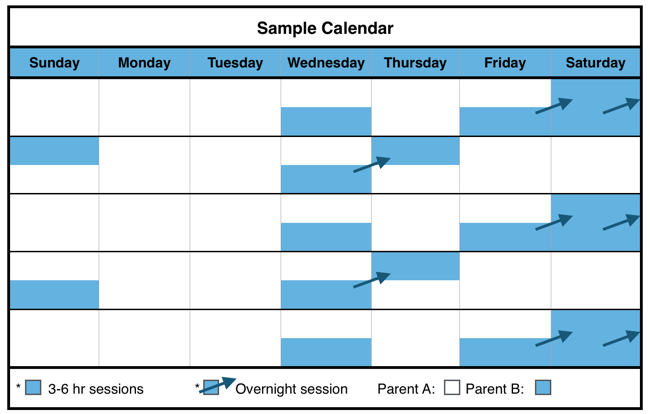 Sample Calendar
Sunday Monday Tuesday Wednesday Thursday Friday Saturday
* 3-6 hr sessions * Overnight session Parent A: Parent B: